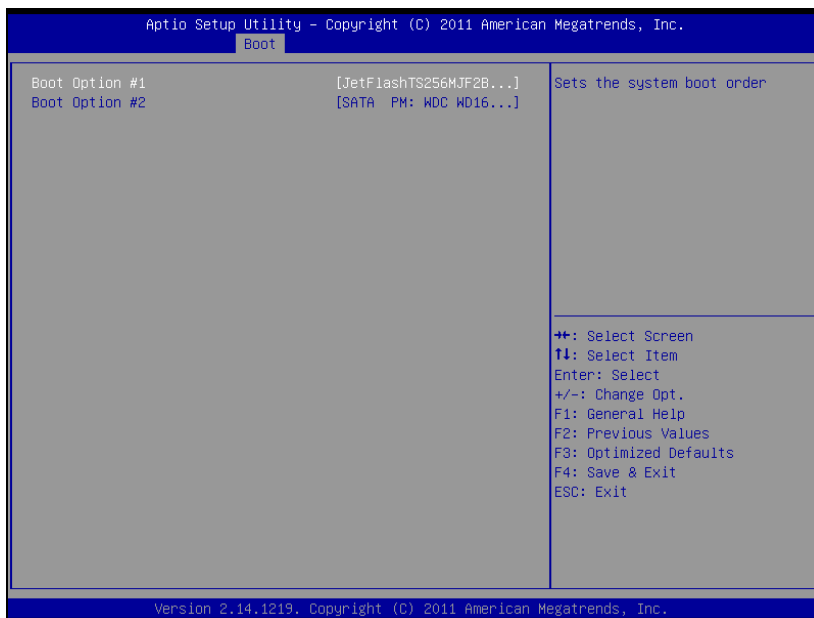 Aptio Setup Utility – Copyright (C) 2011 American Megatrends, Inc.
Boot
Boot Option #1 [JetFlashTS256MJF2B...]
Boot Option #2 [SATA PM: WDC WD16...]
Sets the system boot order
→←: Select Screen
↑↓: Select Item
Enter: Select
+/-: Change Opt.
F1: General Help
F2: Previous Values
F3: Optimized Defaults
F4: Save & Exit
ESC: Exit
Version 2.14.1219. Copyright (C) 2011 American Megatrends, Inc.